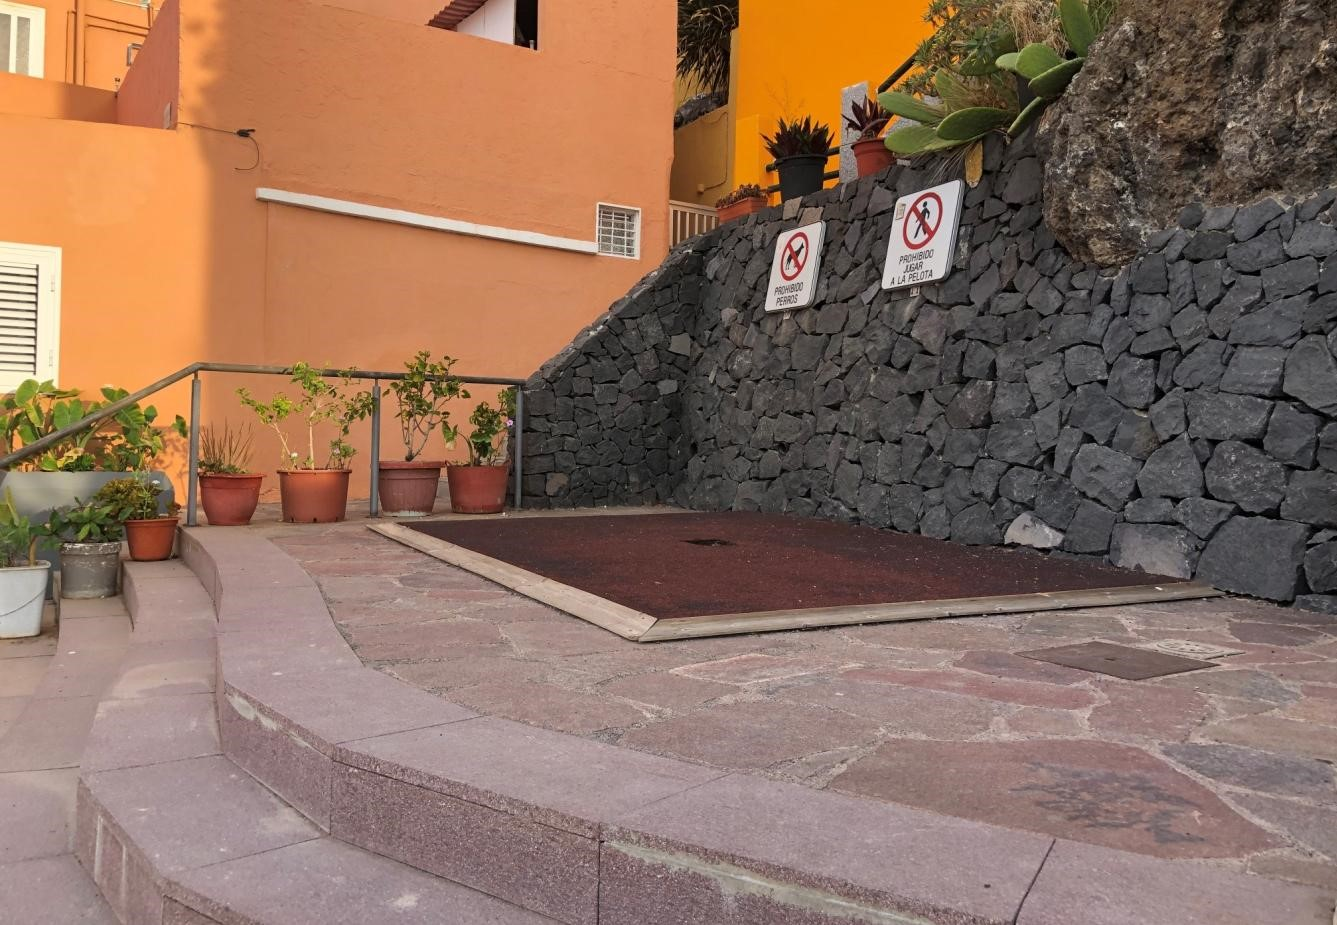 PROHIBIDO
PERROS
PROHIBIDO
JUGAR
A LA PELOTA